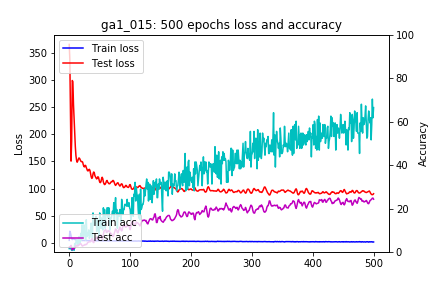 ga1_015: 500 epochs loss and accuracy
Train loss
Test loss
Train acc
Test acc
Loss
350
300
250
200
150
100
50
0
Accuracy
100
80
60
40
20
0
0 100 200 300 400 500